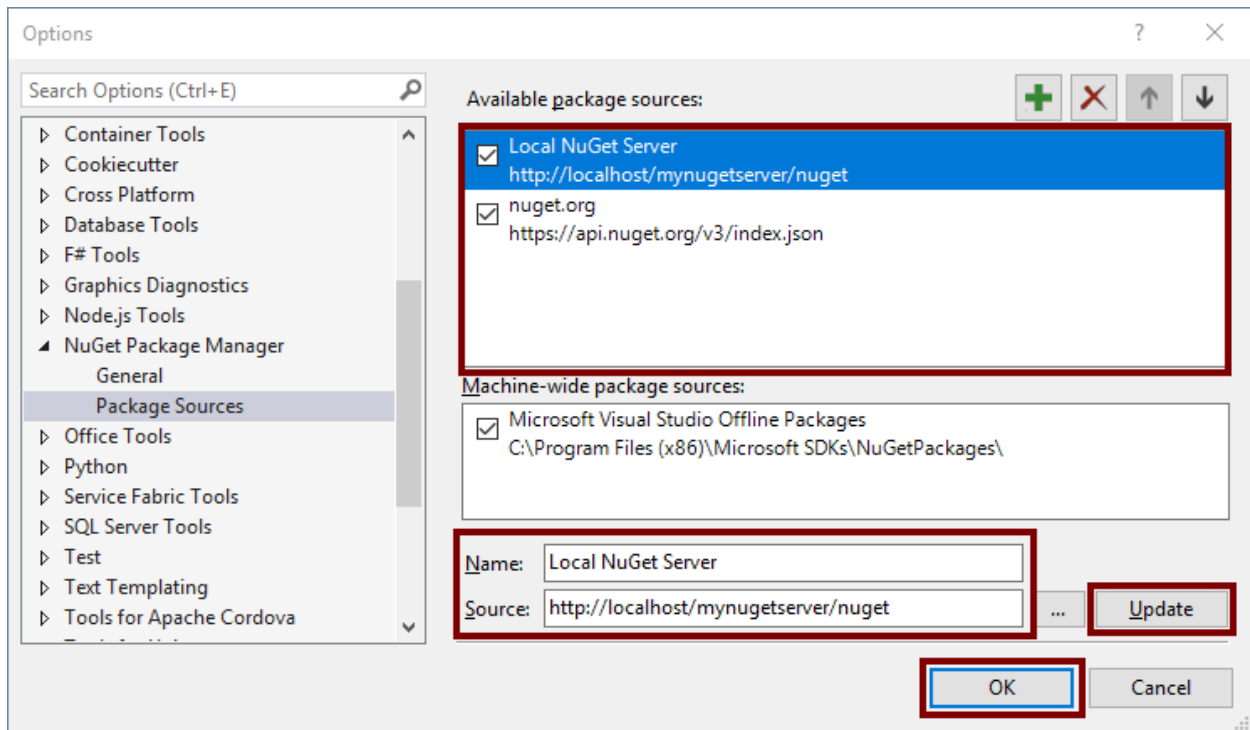 Options
Search Options (Ctrl+E)
Container Tools
Cookiecutter
Cross Platform
Database Tools
F# Tools
Graphics Diagnostics
Node.js Tools
NuGet Package Manager
General
Package Sources
Office Tools
Python
Service Fabric Tools
SQL Server Tools
Test
Text Templating
Tools for Apache Cordova
Available package sources:
Local NuGet Server
http://localhost/mynugetserver/nuget
nuget.org
https://api.nuget.org/v3/index.json
Machine-wide package sources:
Microsoft Visual Studio Offline Packages
C:\Program Files (x86)\Microsoft SDKs\NuGetPackages\
Name: Local NuGet Server
Source: http://localhost/mynugetserver/nuget ... Update
OK Cancel